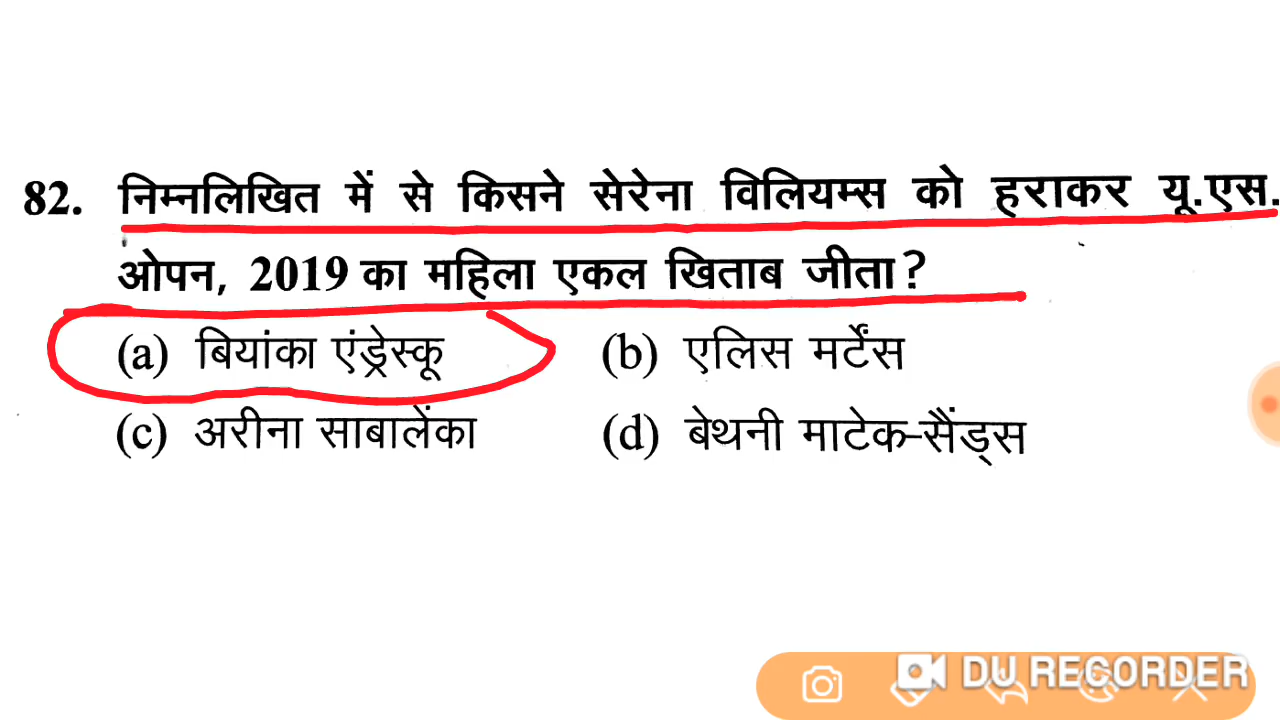 82. निम्नलिखित में से किसने सेरेना विलियम्स को हराकर यू.एस.
ओपन, 2019 का महिला एकल खिताब जीता?
(a) बियांका एंड्रेस्कू (b) एलिस मर्टेंस
(c) अरीना साबालेंका (d) बेथनी माटेक-सैंड्स
DU RECORDER